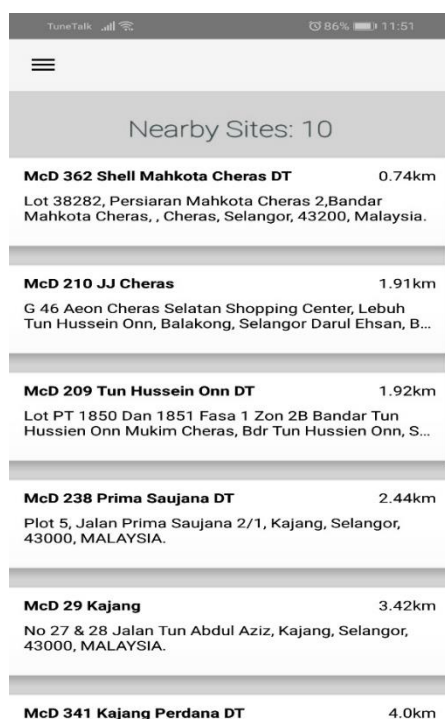 TuneTalk 86% 11:51
Nearby Sites: 10
McD 362 Shell Mahkota Cheras DT 0.74km
Lot 38282, Persiaran Mahkota Cheras 2,Bandar
Mahkota Cheras, , Cheras, Selangor, 43200, Malaysia.
McD 210 JJ Cheras 1.91km
G 46 Aeon Cheras Selatan Shopping Center, Lebuh
Tun Hussein Onn, Balakong, Selangor Darul Ehsan, B...
McD 209 Tun Hussein Onn DT 1.92km
Lot PT 1850 Dan 1851 Fasa 1 Zon 2B Bandar Tun
Hussien Onn Mukim Cheras, Bdr Tun Hussien Onn, S...
McD 238 Prima Saujana DT 2.44km
Plot 5, Jalan Prima Saujana 2/1, Kajang, Selangor,
43000, MALAYSIA.
McD 29 Kajang 3.42km
No 27 & 28 Jalan Tun Abdul Aziz, Kajang, Selangor,
43000, MALAYSIA.
McD 341 Kajang Perdana DT 4.0km